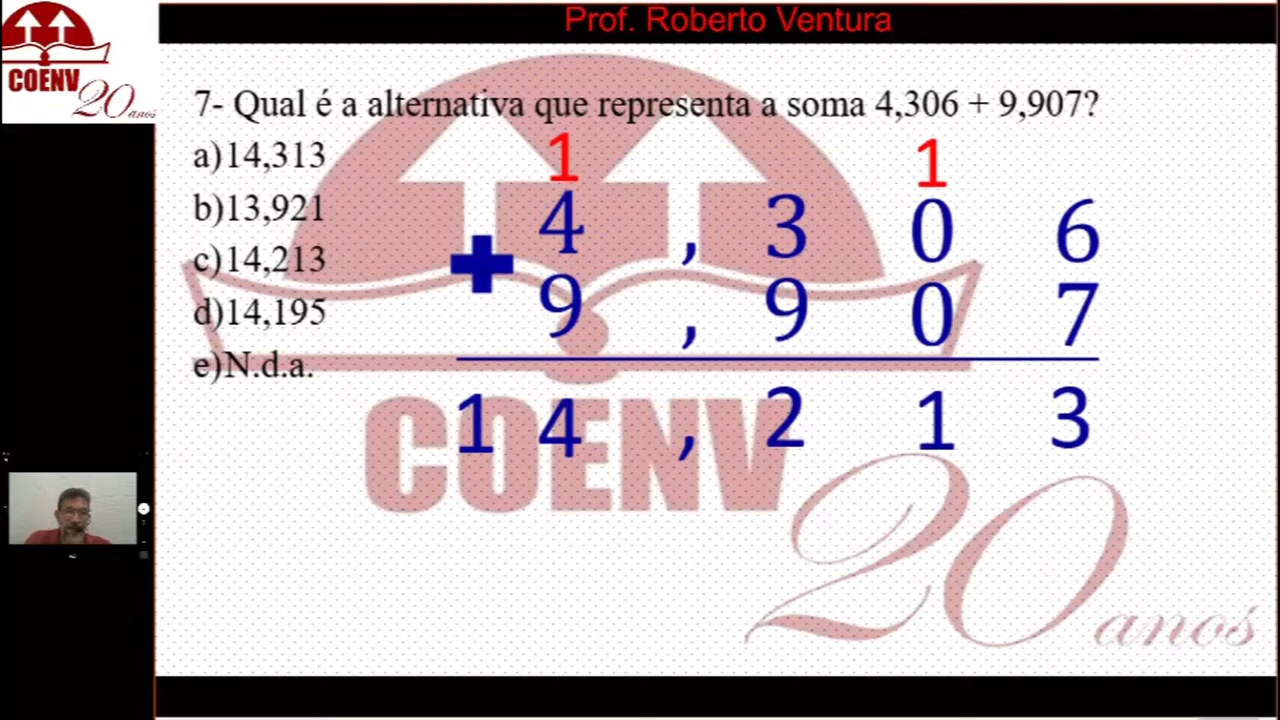 Prof. Roberto Ventura
COENV
20 anos
7- Qual é a alternativa que representa a soma 4,306 + 9,907?
a)14,313
b)13,921
c)14,213
d)14,195
e)N.d.a.
1 1
4 , 3 0 6
+
9 , 9 0 7
1 4 , 2 1 3
COENV
20 anos